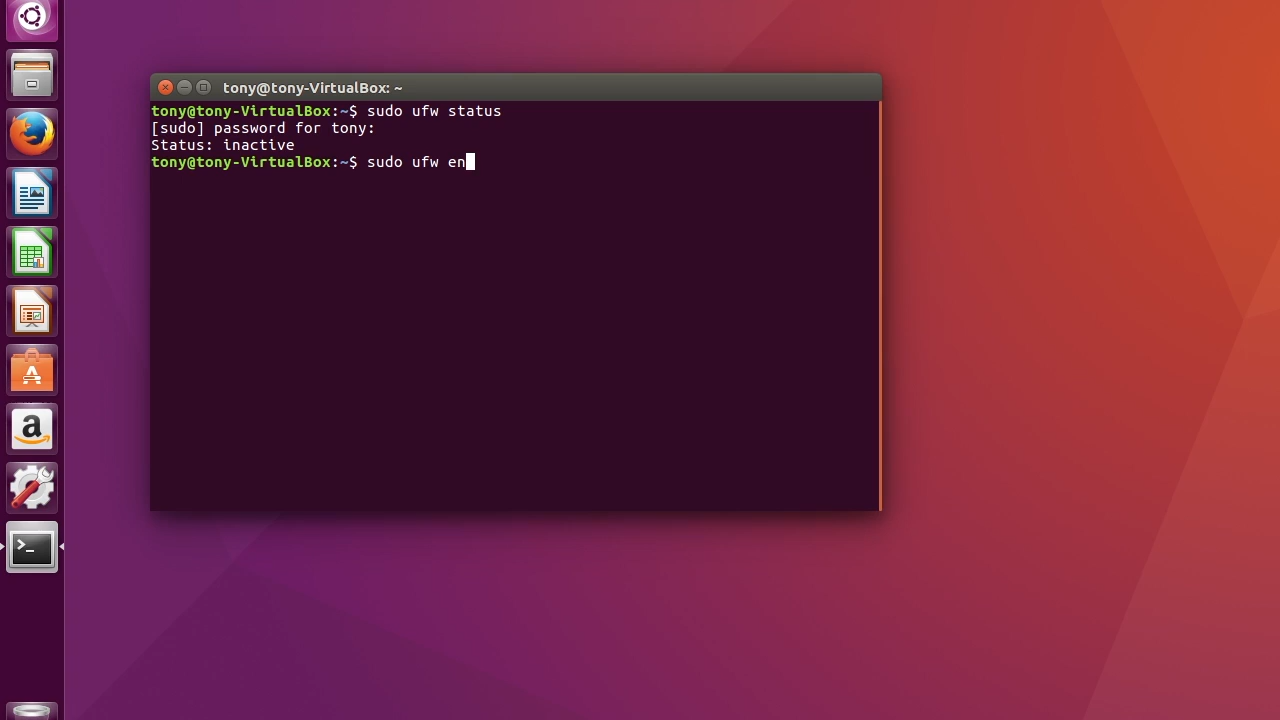 tony@tony-VirtualBox: ~
tony@tony-VirtualBox:~$ sudo ufw status
[sudo] password for tony:
Status: inactive
tony@tony-VirtualBox:~$ sudo ufw en